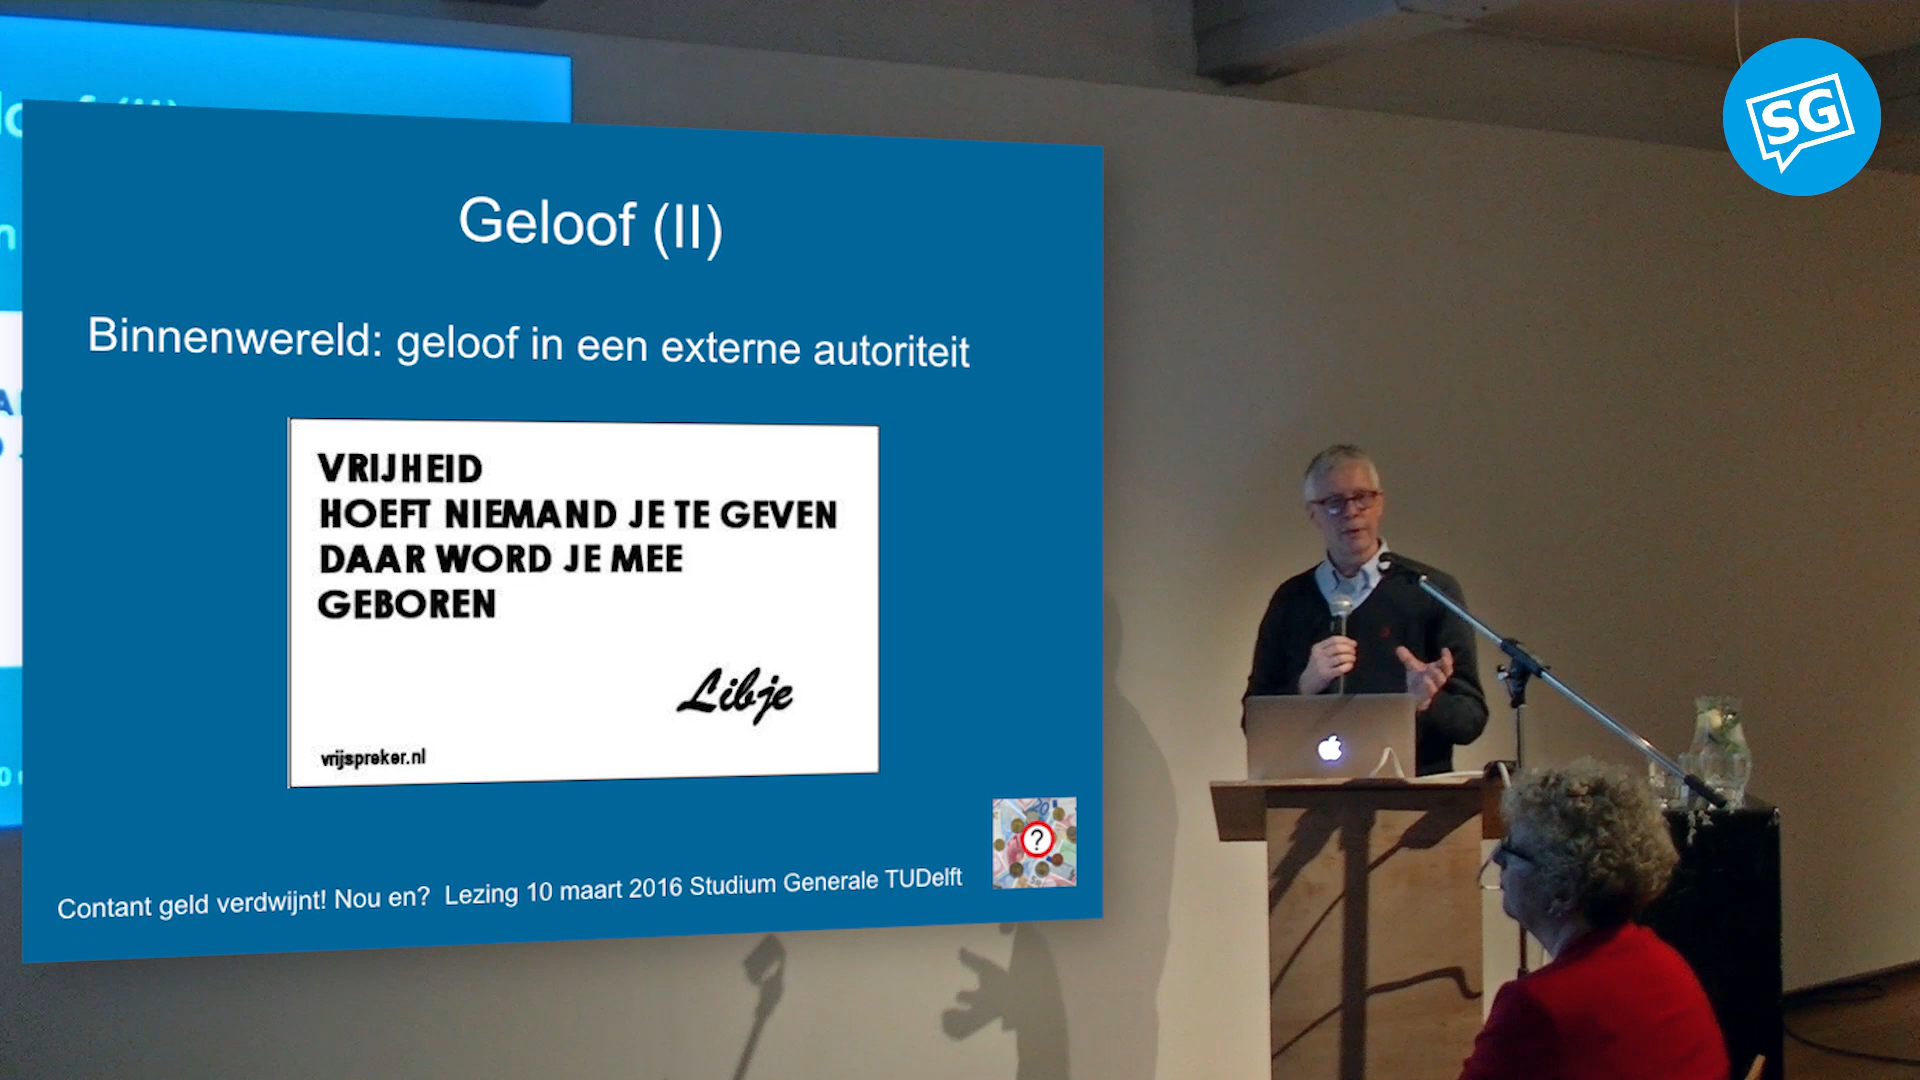 SG
Geloof (II)
Binnenwereld: geloof in een externe autoriteit
VRIJHEID
HOEFT NIEMAND JE TE GEVEN
DAAR WORD JE MEE
GEBOREN
Libje
vrijspreker.nl
?
Contant geld verdwijnt! Nou en? Lezing 10 maart 2016 Studium Generale TUDelft